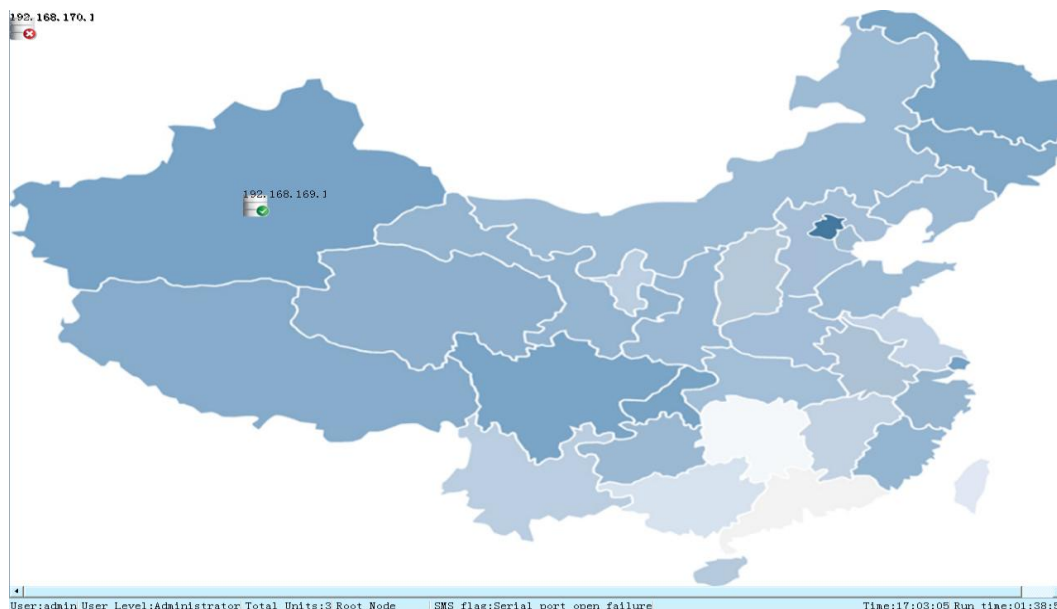 192.168.170.1
192.168.169.1
User:admin User Level:Administrator Total Units:3 Root Node SMS flag:Serial port open failure Time:17:03:05 Run time:01:38:5